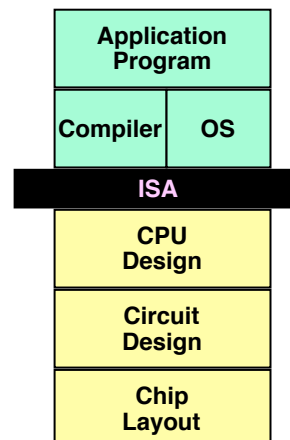 Application
Program
Compiler OS
ISA
CPU
Design
Circuit
Design
Chip
Layout